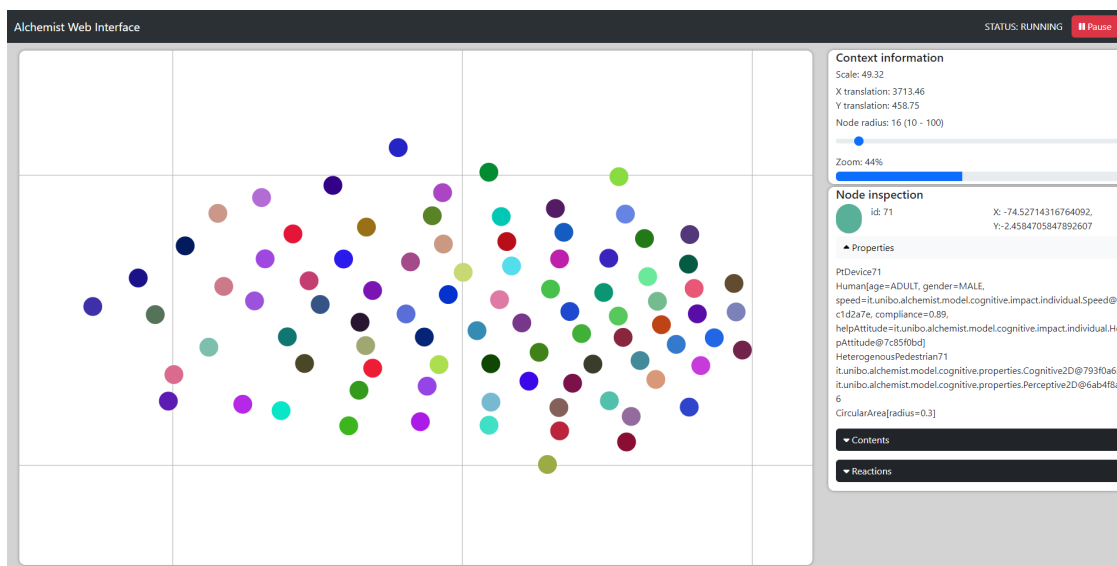 Alchemist Web Interface
STATUS: RUNNING
Pause
Context information
Scale: 49.32
X translation: 3713.46
Y translation: 458.75
Node radius: 16 (10 - 100)
Zoom: 44%
Node inspection
id: 71
X: -74.52714316764092,
Y:-2.4584705847892607
Properties
PtDevice71
Human[age=ADULT, gender=MALE,
speed=it.unibo.alchemist.model.cognitive.impact.individual.Speed@
c1d2a7e, compliance=0.89,
helpAttitude=it.unibo.alchemist.model.cognitive.impact.individual.He
pAttitude@7c85f0bd]
HeterogenousPedestrian71
it.unibo.alchemist.model.cognitive.properties.Cognitive2D@793f0a6
it.unibo.alchemist.model.cognitive.properties.Perceptive2D@6ab4f8a
6
CircularArea[radius=0.3]
Contents
Reactions